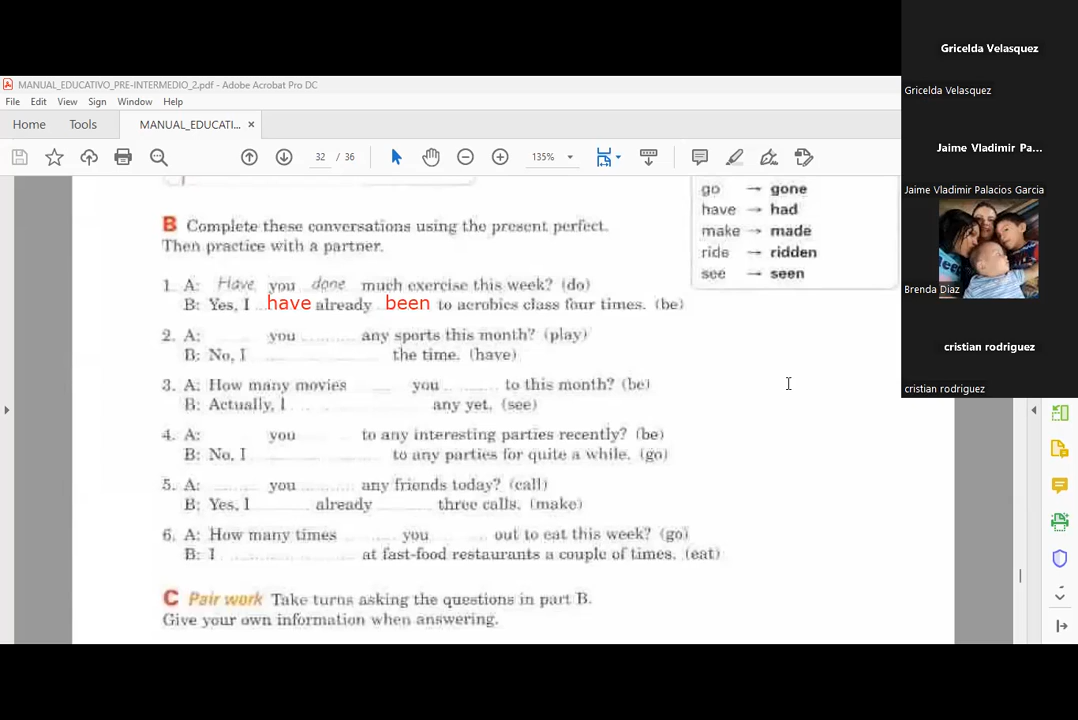 Gricelda Velasquez
MANUAL_EDUCATIVO_PRE-INTERMEDIO_2.pdf - Adobe Acrobat Pro DC
Gricelda Velasquez
File Edit View Sign Window Help
Home Tools MANUAL_EDUCATI... ×
Jaime Vladimir Pa...
32 / 36 135%
Jaime Vladimir Palacios Garcia
go → gone
have → had
make → made
ride → ridden
see → seen
B Complete these conversations using the present perfect.
Then practice with a partner.
1. A: Have you done much exercise this week? (do)
B: Yes, I have already been to aerobics class four times. (be)
Brenda Diaz
2. A: you any sports this month? (play)
B: No, I the time. (have)
cristian rodriguez
3. A: How many movies you to this month? (be)
B: Actually, I any yet. (see)
cristian rodriguez
4. A: you to any interesting parties recently? (be)
B: No, I to any parties for quite a while. (go)
5. A: you any friends today? (call)
B: Yes, I already three calls. (make)
6. A: How many times you out to eat this week? (go)
B: I at fast-food restaurants a couple of times. (eat)
C Pair work Take turns asking the questions in part B.
Give your own information when answering.